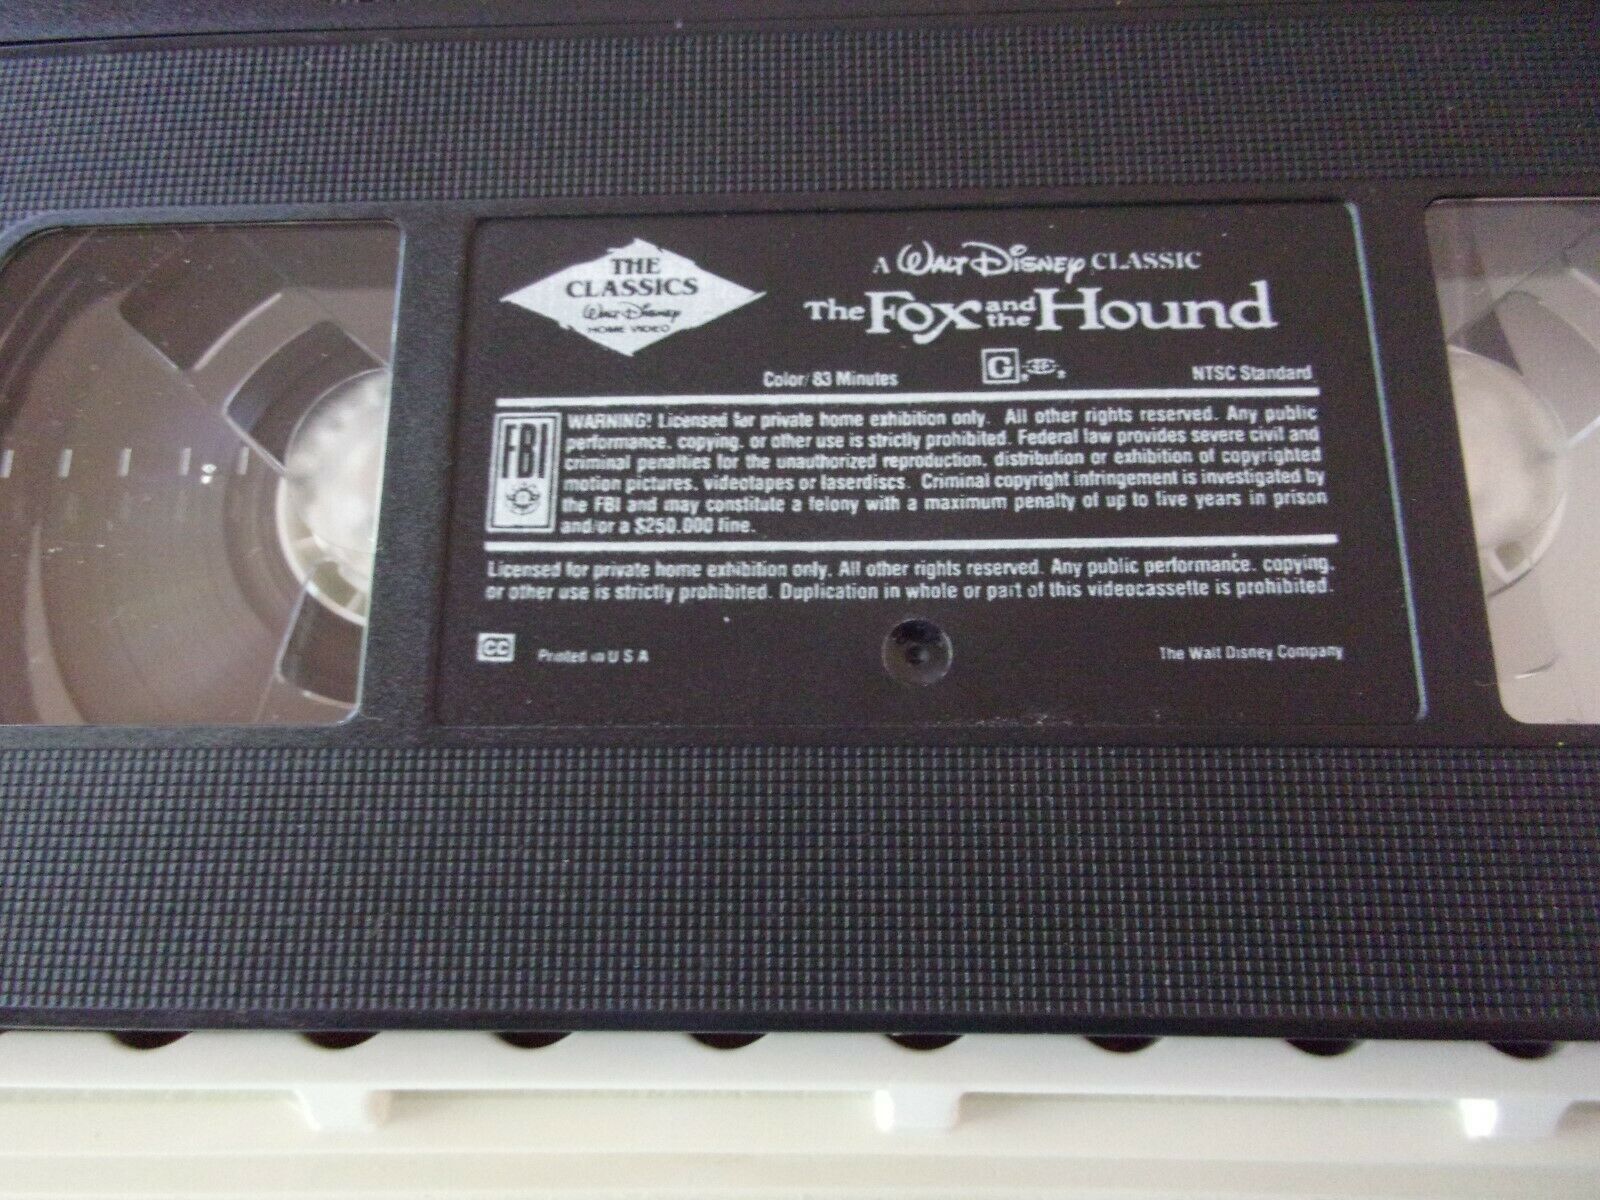 THE
CLASSICS
Walt Disney
HOME VIDEO
A WALT DISNEY CLASSIC
The Fox and the Hound
Color/83 Minutes
G
CC
NTSC Standard
FBI
WARNING! Licensed for private home exhibition only. All other rights reserved. Any public
performance, copying, or other use is strictly prohibited. Federal law provides severe civil and
criminal penalties for the unauthorized reproduction, distribution or exhibition of copyrighted
motion pictures, videotapes or laserdiscs. Criminal copyright infringement is investigated by
the FBI and may constitute a felony with a maximum penalty of up to five years in prison
and/or a $250,000 fine.
Licensed for private home exhibition only. All other rights reserved. Any public performance, copying,
or other use is strictly prohibited. Duplication in whole or part of this videocassette is prohibited.
CC
Printed in U S A
The Walt Disney Company